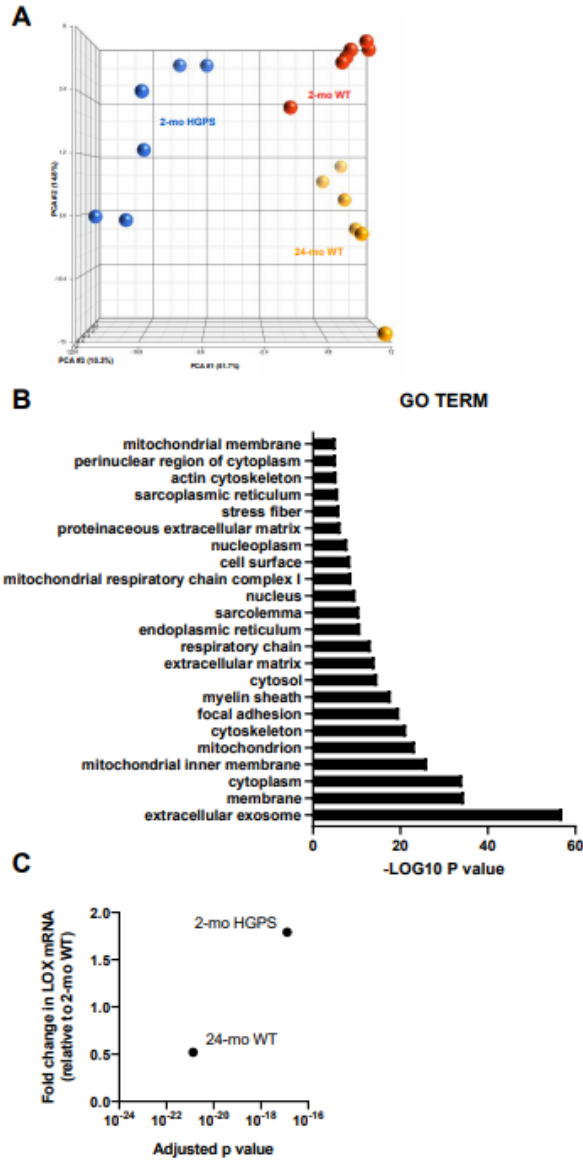 A
2-mo WT
2-mo HGPS
24-mo WT
PCA #3 (10.3%)
B
GO TERM
mitochondrial membrane
perinuclear region of cytoplasm
actin cytoskeleton
sarcoplasmic reticulum
stress fiber
proteinaceous extracellular matrix
nucleoplasm
cell surface
mitochondrial respiratory chain complex I
nucleus
sarcolemma
endoplasmic reticulum
respiratory chain
extracellular matrix
cytosol
myelin sheath
focal adhesion
cytoskeleton
mitochondrion
mitochondrial inner membrane
cytoplasm
membrane
extracellular exosome
0 20 40 60
-LOG10 P value
C
Fold change in LOX mRNA
(relative to 2-mo WT)
2.0
1.5
1.0
0.5
0.0
2-mo HGPS
24-mo WT
10⁻²⁴ 10⁻²² 10⁻²⁰ 10⁻¹⁸ 10⁻¹⁶
Adjusted p value